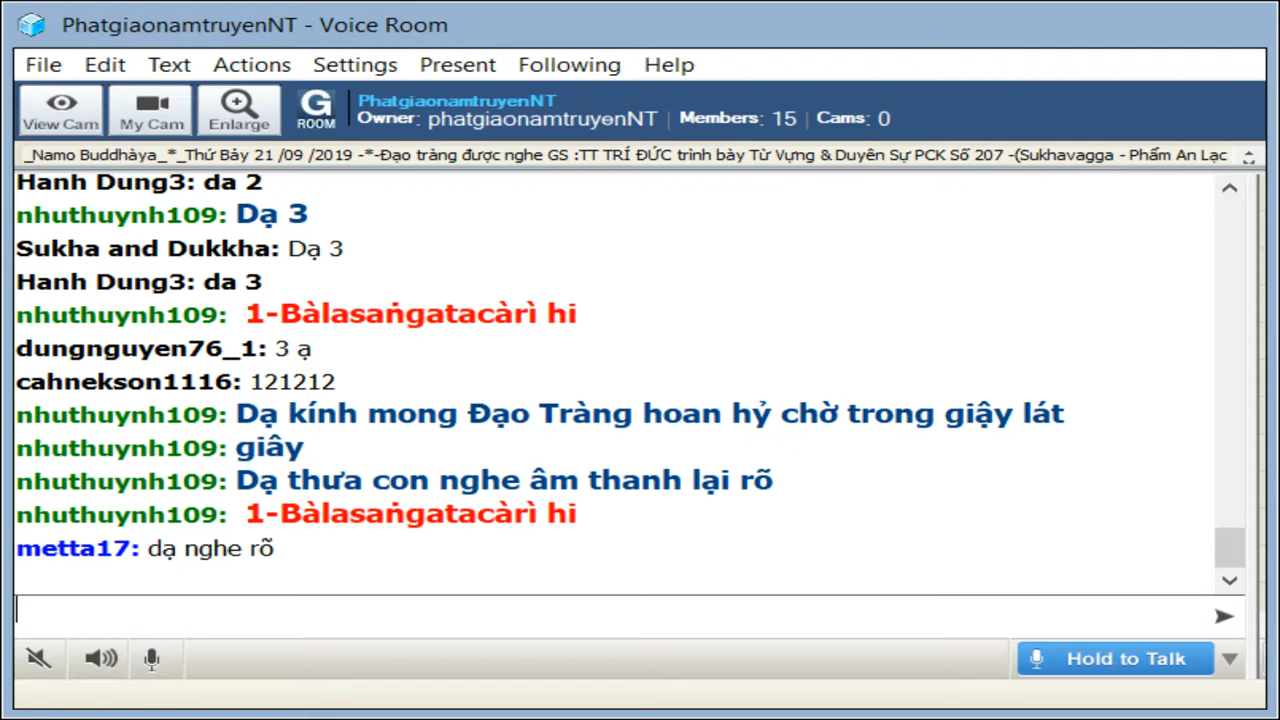 PhatgiaonamtruyenNT - Voice Room
File Edit Text Actions Settings Present Following Help
View Cam My Cam Enlarge G ROOM
PhatgiaonamtruyenNT
Owner: phatgiaonamtruyenNT | Members: 15 | Cams: 0
_Namo Buddhàya_*_Thứ Bảy 21 /09 /2019 -*-Đạo tràng được nghe GS :TT TRÍ ĐỨC trình bày Từ Vựng & Duyên Sự PCK Số 207 -(Sukhavagga - Phẩm An Lạc
Hanh Dung3: da 2
nhuthuynh109: Dạ 3
Sukha and Dukkha: Dạ 3
Hanh Dung3: da 3
nhuthuynh109: 1-Bàlasaṅgatacàrì hi
dungnguyen76_1: 3 ạ
cahnekson1116: 121212
nhuthuynh109: Dạ kính mong Đạo Tràng hoan hỷ chờ trong giậy lát
nhuthuynh109: giây
nhuthuynh109: Dạ thưa con nghe âm thanh lại rõ
nhuthuynh109: 1-Bàlasaṅgatacàrì hi
metta17: dạ nghe rõ
Hold to Talk